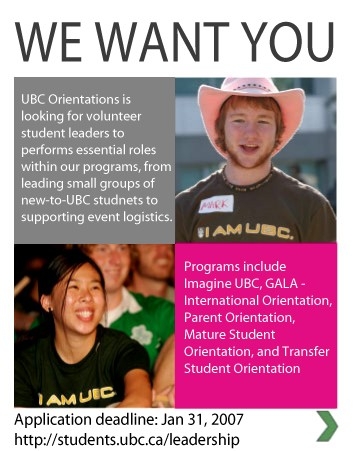 WE WANT YOU
UBC Orientations is
looking for volunteer
student leaders to
performs essential roles
within our programs, from
leading small groups of
new-to-UBC studnets to
supporting event logistics.
MARK
I AM UBC.
Programs include
Imagine UBC, GALA -
International Orientation,
Parent Orientation,
Mature Student
Orientation, and Transfer
Student Orientation
I AM UBC
Application deadline: Jan 31, 2007
http://students.ubc.ca/leadership